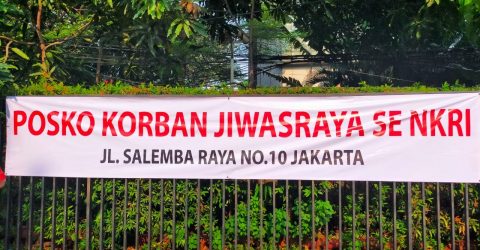 POSKO KORBAN JIWASRAYA SE NKRI
JL. SALEMBA RAYA NO.10 JAKARTA